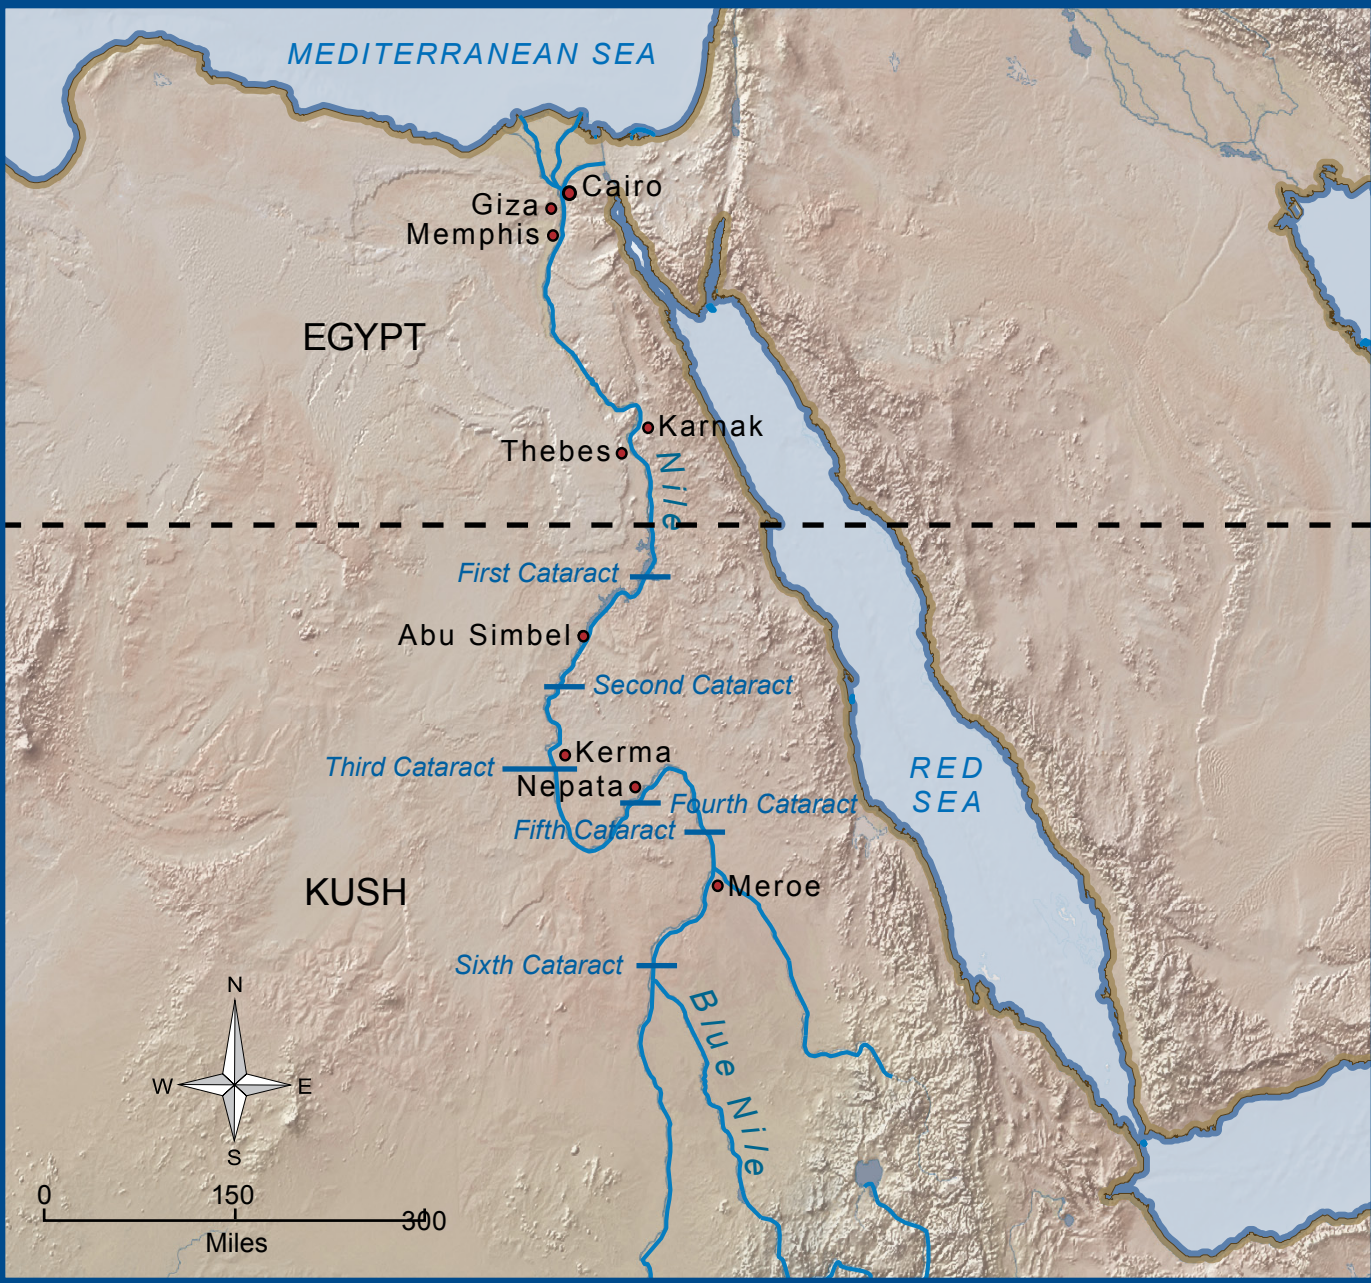 MEDITERRANEAN SEA
Cairo
Giza
Memphis
EGYPT
Karnak
Thebes
Nile
First Cataract
Abu Simbel
Second Cataract
Kerma
Third Cataract
Nepata
RED
SEA
Fourth Cataract
Fifth Cataract
Meroe
KUSH
Sixth Cataract
N
Blue Nile
W
E
S
0
150
300
Miles